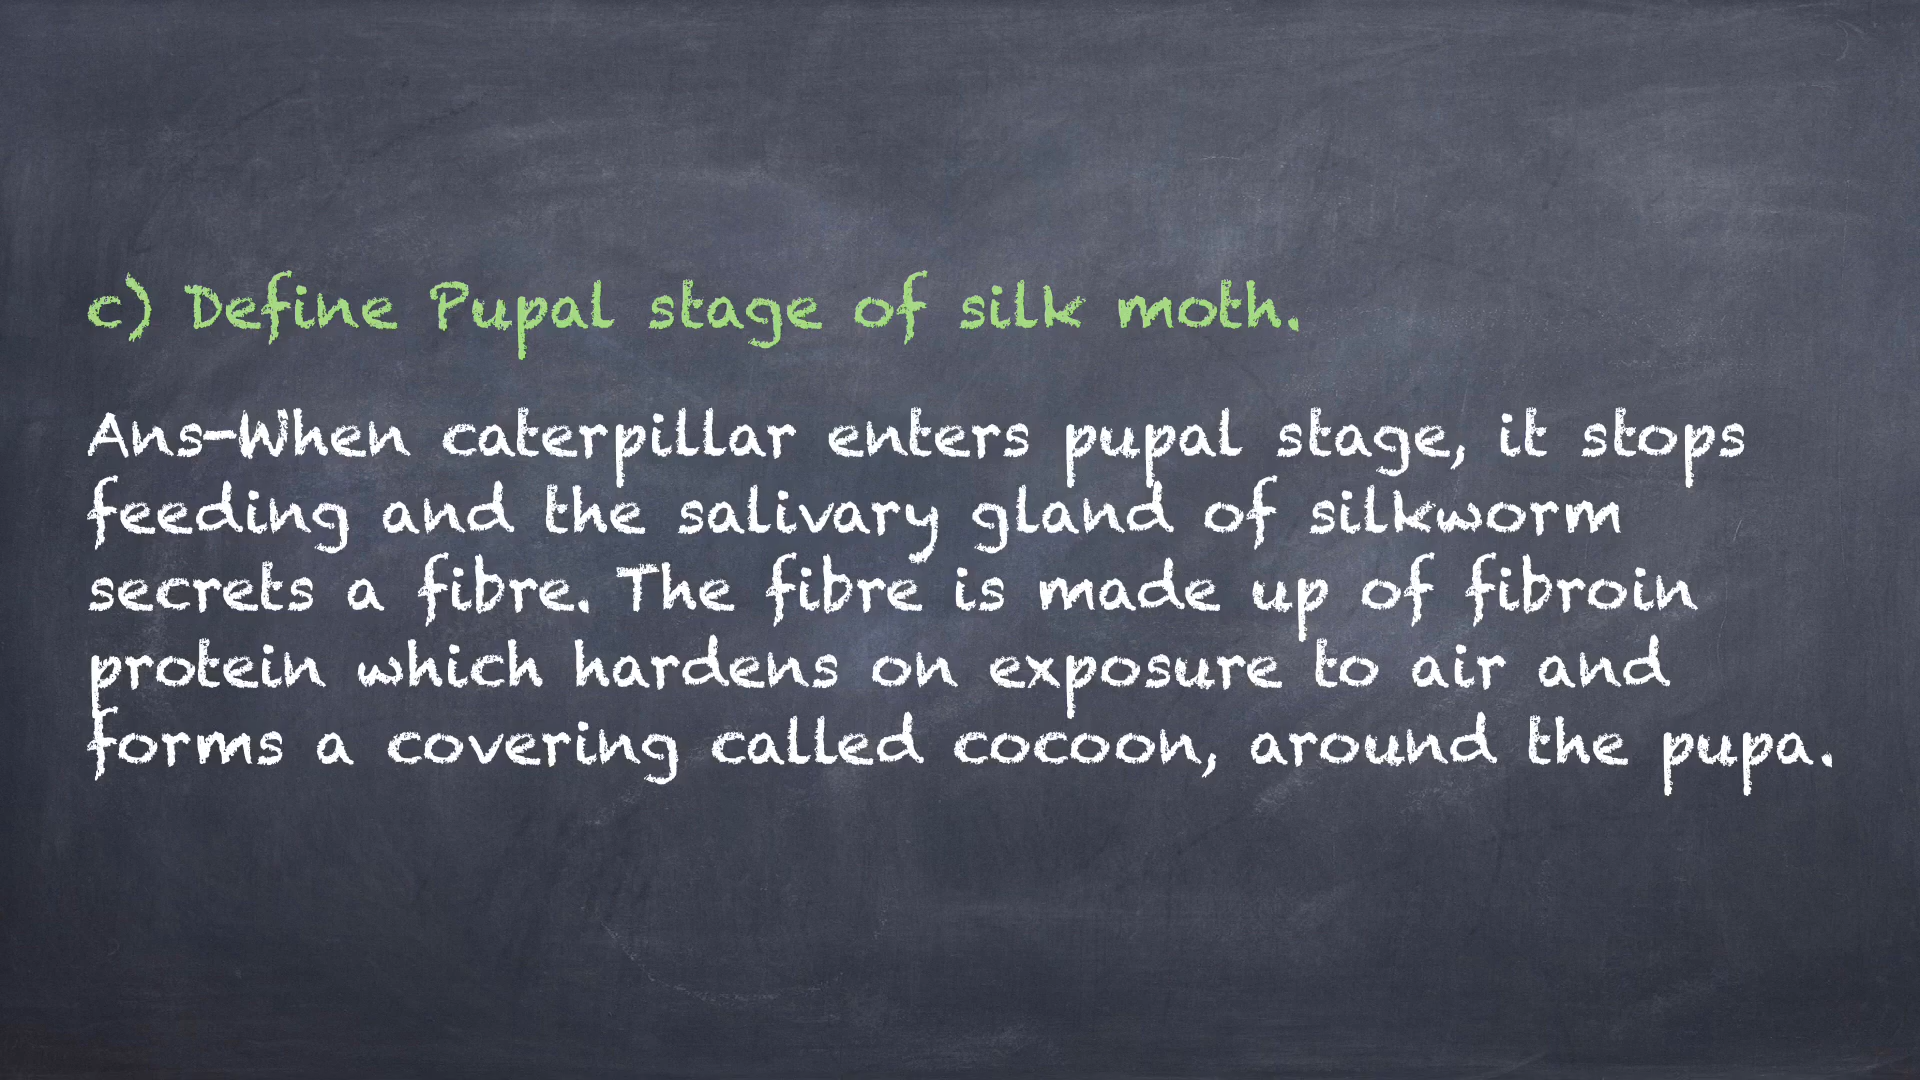 c) Define Pupal stage of silk moth.
Ans-When caterpillar enters pupal stage, it stops
feeding and the salivary gland of silkworm
secrets a fibre. The fibre is made up of fibroin
protein which hardens on exposure to air and
forms a covering called cocoon, around the pupa.